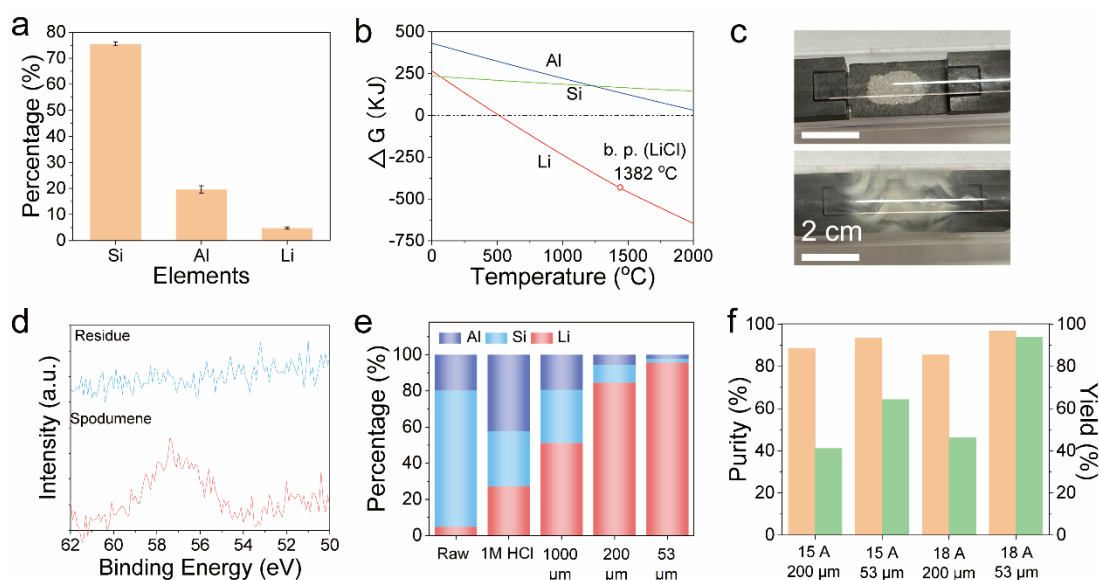 a
80
70
60
50
40
30
20
10
0
Percentage (%)
Si
Al
Li
Elements
b
500
250
0
-250
-500
-750
△G (KJ)
Al
Si
Li
b. p. (LiCl)
1382 °C
0
500
1000
1500
2000
Temperature (°C)
c
2 cm
d
Residue
Spodumene
Intensity (a.u.)
62
60
58
56
54
52
50
Binding Energy (eV)
e
Al
Si
Li
100
80
60
40
20
0
Percentage (%)
Raw
1M HCl
1000
μm
200
μm
53
μm
f
100
80
60
40
20
0
Purity (%)
100
80
60
40
20
0
Yield (%)
15 A
200 μm
15 A
53 μm
18 A
200 μm
18 A
53 μm